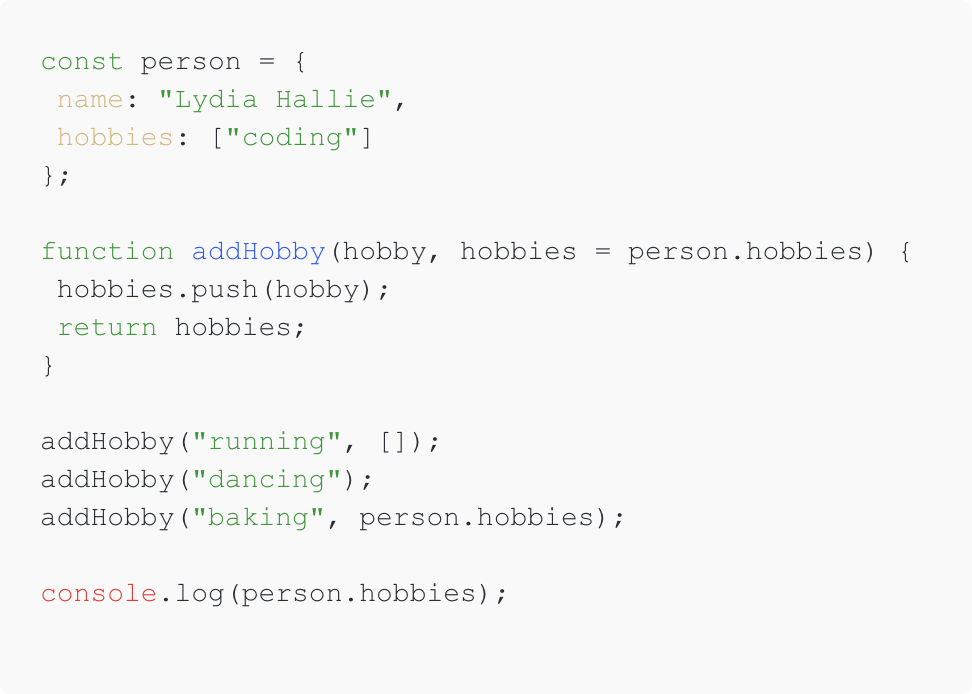 const person = {
 name: "Lydia Hallie",
 hobbies: ["coding"]
};

function addHobby(hobby, hobbies = person.hobbies) {
 hobbies.push(hobby);
 return hobbies;
}

addHobby("running", []);
addHobby("dancing");
addHobby("baking", person.hobbies);

console.log(person.hobbies);